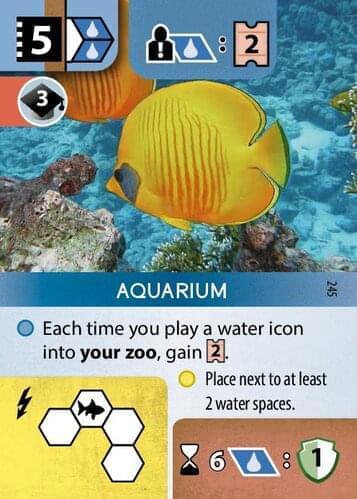 5
: 2
3
AQUARIUM
245
Each time you play a water icon
into your zoo, gain 2.
Place next to at least
2 water spaces.
6 : 1